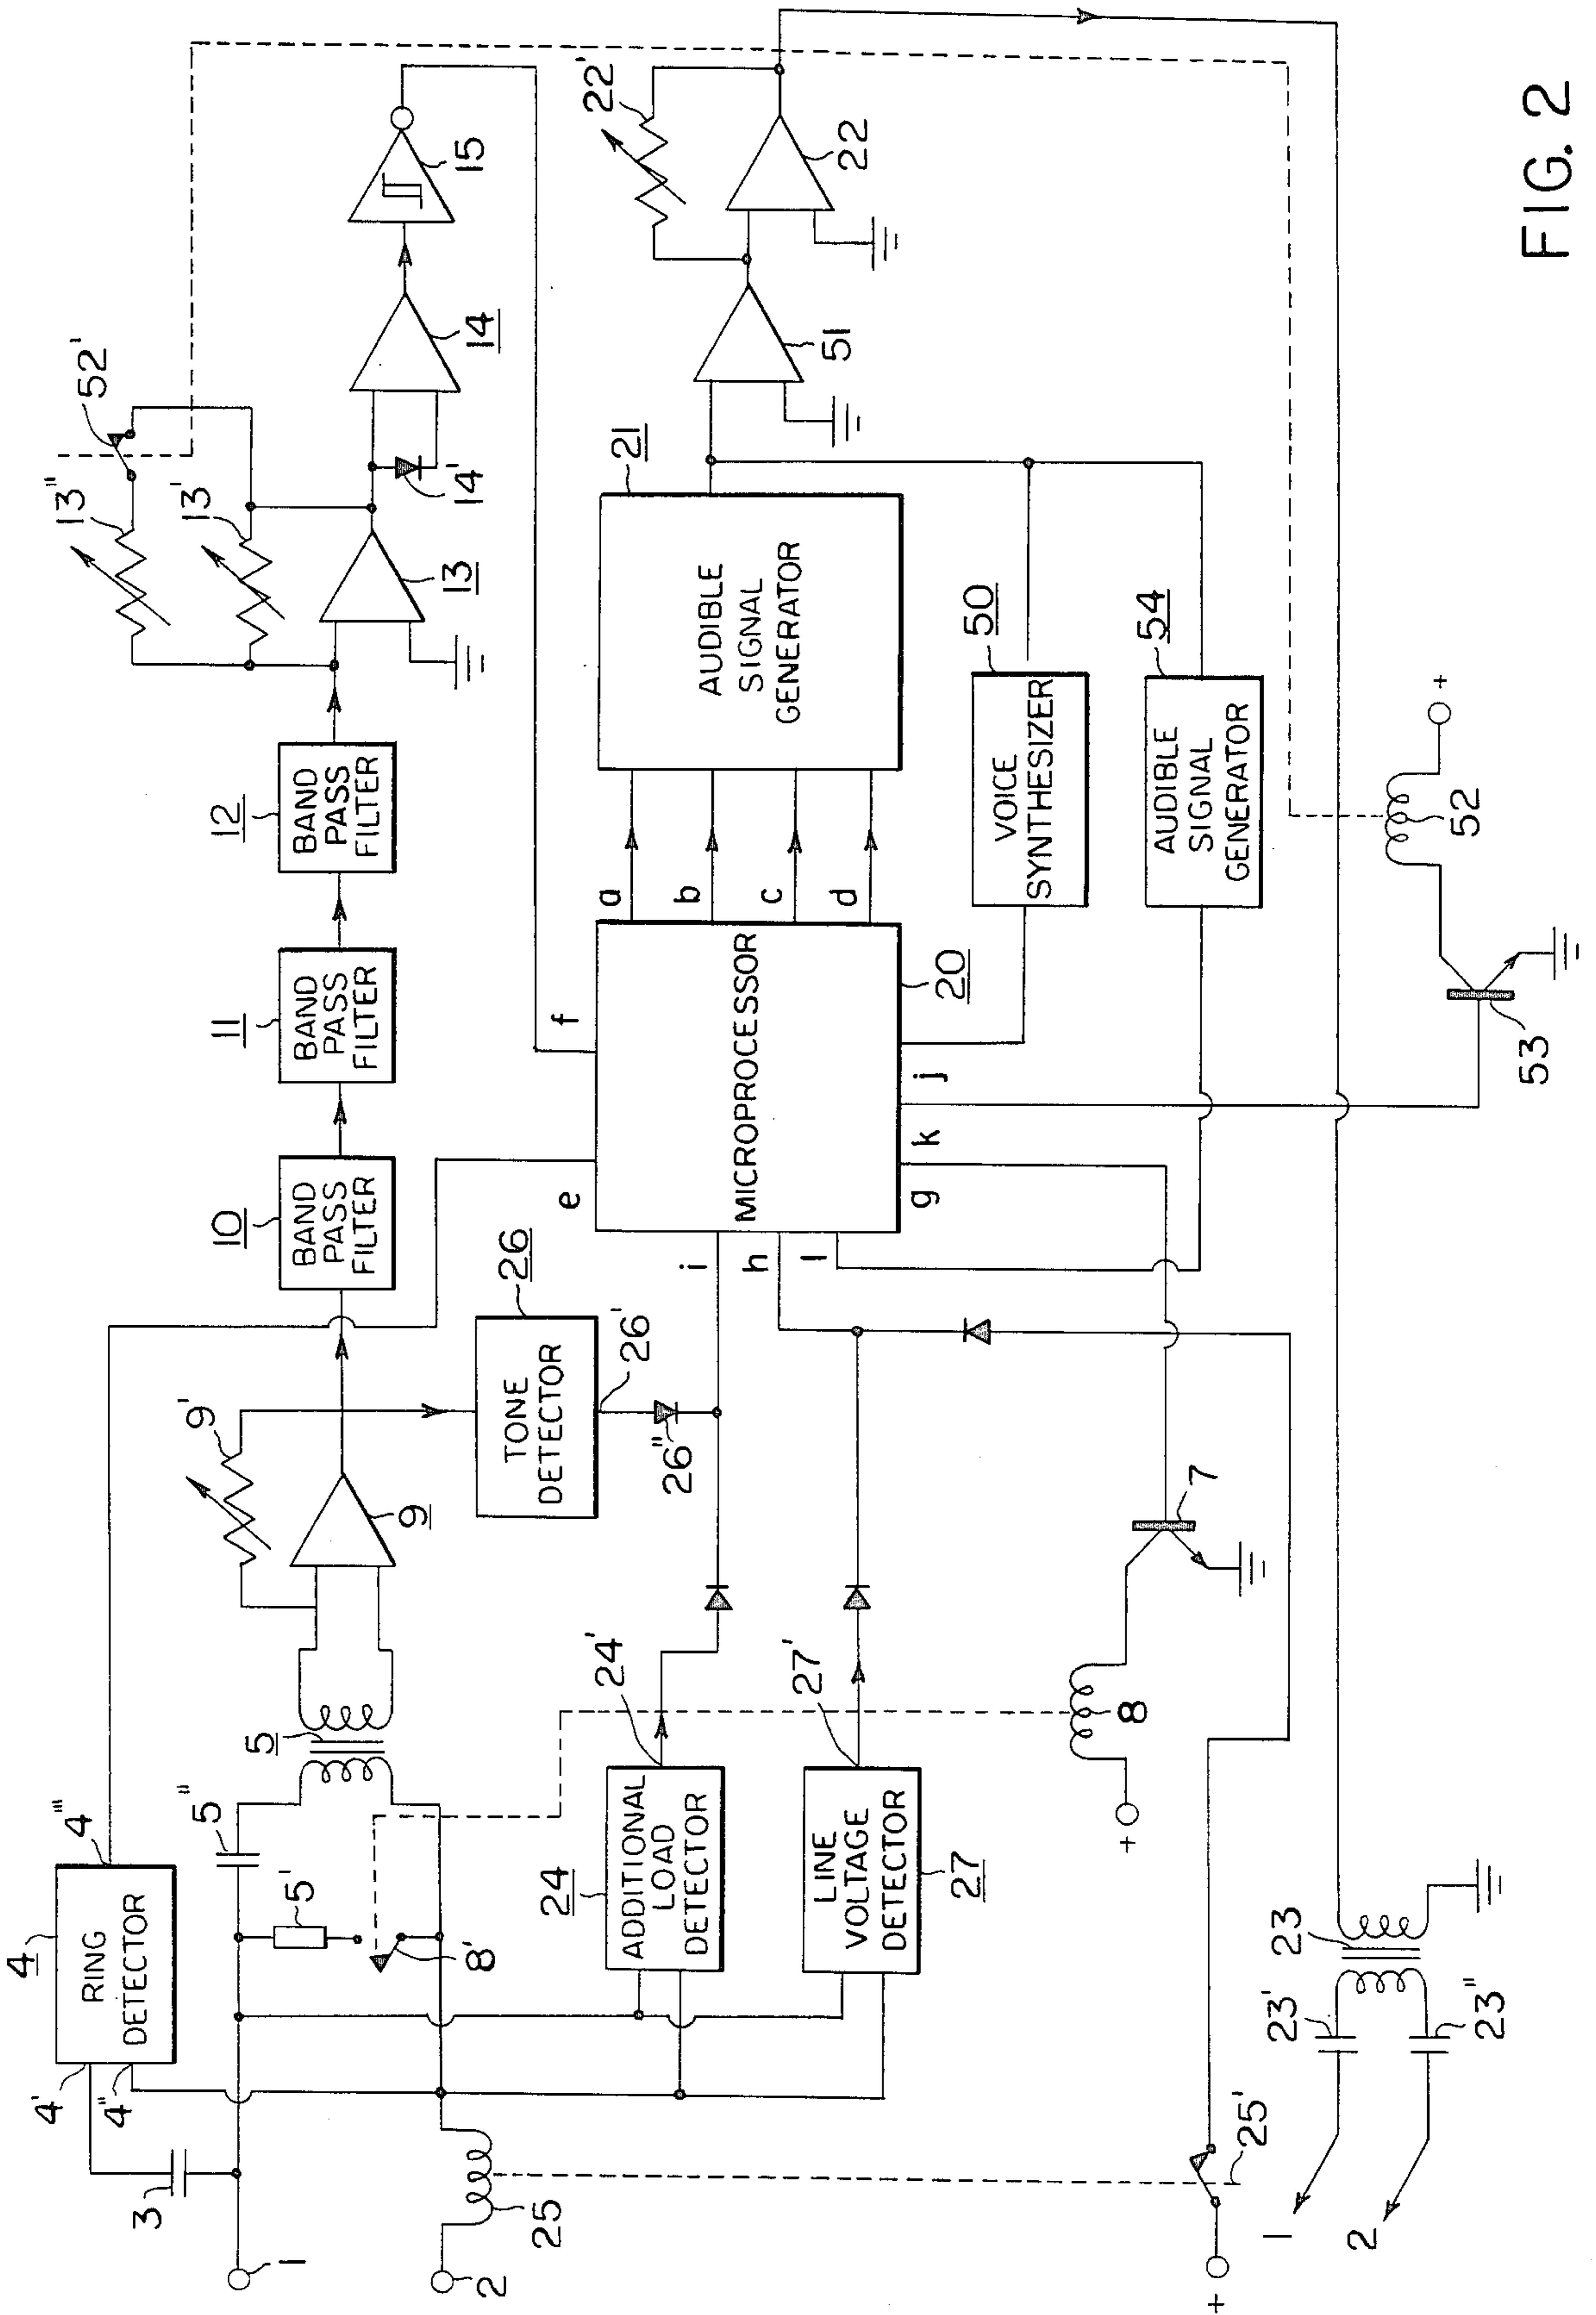 4
RING
DETECTOR
4'
4''
4'''
3
1
2
25
5''
5'
5
8'
9'
9
10
BAND
PASS
FILTER
11
BAND
PASS
FILTER
12
BAND
PASS
FILTER
13''
13'
52'
13
14'
14
15
26
TONE
DETECTOR
26'
26''
24
ADDITIONAL
LOAD
DETECTOR
24'
27
LINE
VOLTAGE
DETECTOR
27'
MICROPROCESSOR
20
e
f
i
h
l
g
k
j
a
b
c
d
21
AUDIBLE
SIGNAL
GENERATOR
50
VOICE
SYNTHESIZER
54
AUDIBLE
SIGNAL
GENERATOR
51
22'
22
8
+
7
53
52
+
+
25'
1
2
23'
23''
23
FIG. 2